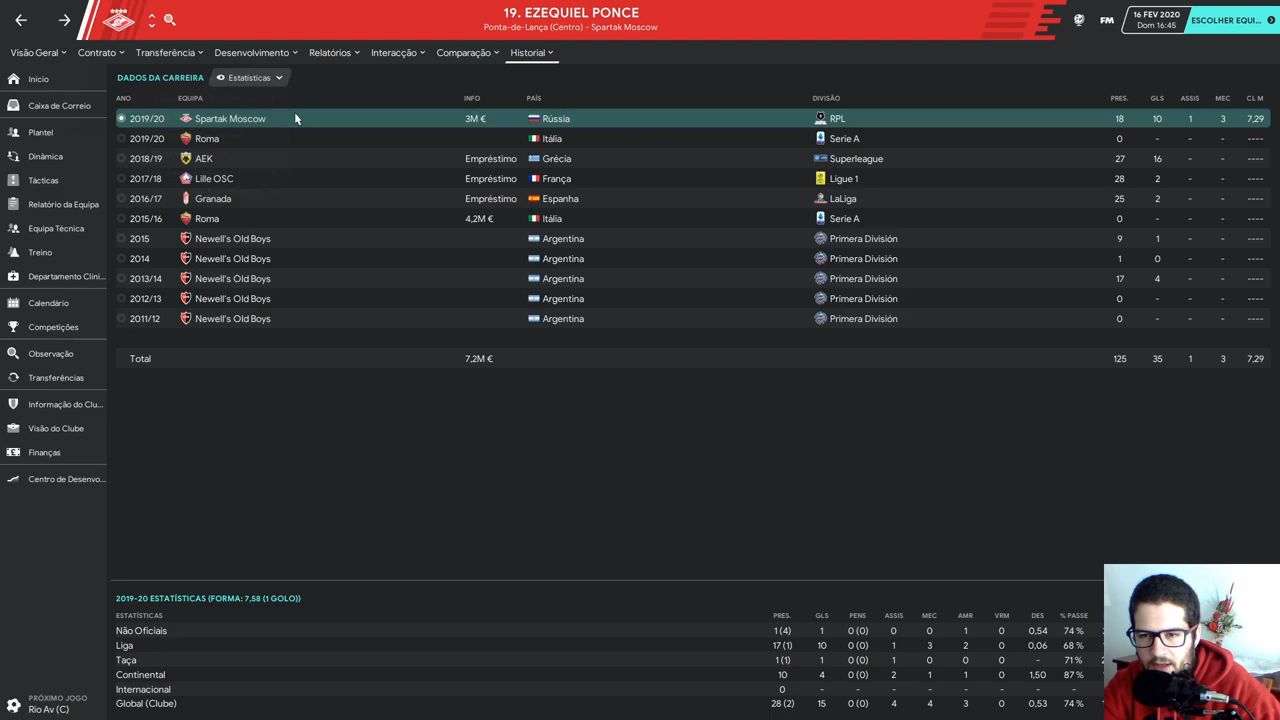 19. EZEQUIEL PONCE
Ponta-de-Lança (Centro) - Spartak Moscow
FM
16 FEV 2020
Dom 16:45
ESCOLHER EQUI...
Visão Geral Contrato Transferência Desenvolvimento Relatórios Interacção Comparação Historial
Início
Caixa de Correio
Plantel
Dinâmica
Tácticas
Relatório da Equipa
Equipa Técnica
Treino
Departamento Clíni...
Calendário
Competições
Observação
Transferências
Informação do Clu...
Visão do Clube
Finanças
Centro de Desenvo...
PRÓXIMO JOGO
Rio Av (C)
DADOS DA CARREIRA Estatísticas
ANO EQUIPA INFO PAÍS DIVISÃO PRES. GLS ASSIS MEC CL M
2019/20 Spartak Moscow 3M € Rússia RPL 18 10 1 3 7,29
2019/20 Roma Itália Serie A 0 - - - ----
2018/19 AEK Empréstimo Grécia Superleague 27 16 - - ----
2017/18 Lille OSC Empréstimo França Ligue 1 28 2 - - ----
2016/17 Granada Empréstimo Espanha LaLiga 25 2 - - ----
2015/16 Roma 4,2M € Itália Serie A 0 - - - ----
2015 Newell's Old Boys Argentina Primera División 9 1 - - ----
2014 Newell's Old Boys Argentina Primera División 1 0 - - ----
2013/14 Newell's Old Boys Argentina Primera División 17 4 - - ----
2012/13 Newell's Old Boys Argentina Primera División 0 - - - ----
2011/12 Newell's Old Boys Argentina Primera División 0 - - - ----
Total 7,2M € 125 35 1 3 7,29
2019-20 ESTATÍSTICAS (FORMA: 7,58 (1 GOLO))
ESTATÍSTICAS PRES. GLS PENS ASSIS MEC AMR VRM DES % PASSE
Não Oficiais 1 (4) 1 0 (0) 0 0 1 0 0,54 74 %
Liga 17 (1) 10 0 (0) 1 3 2 0 0,06 68 %
Taça 1 (1) 1 0 (0) 1 0 0 0 - 71 %
Continental 10 4 0 (0) 2 1 1 0 1,50 87 %
Internacional 0 - - - - - - - -
Global (Clube) 28 (2) 15 0 (0) 4 4 3 0 0,53 74 %